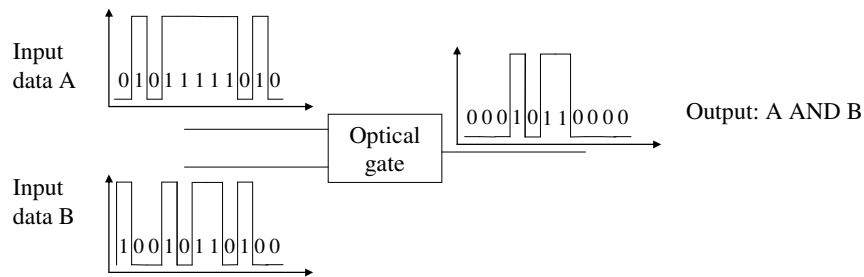 Input
data A
0 1 0 1 1 1 1 1 0 1 0
Optical
gate
0 0 0 1 0 1 1 0 0 0 0
Output: A AND B
Input
data B
1 0 0 1 0 1 1 0 1 0 0